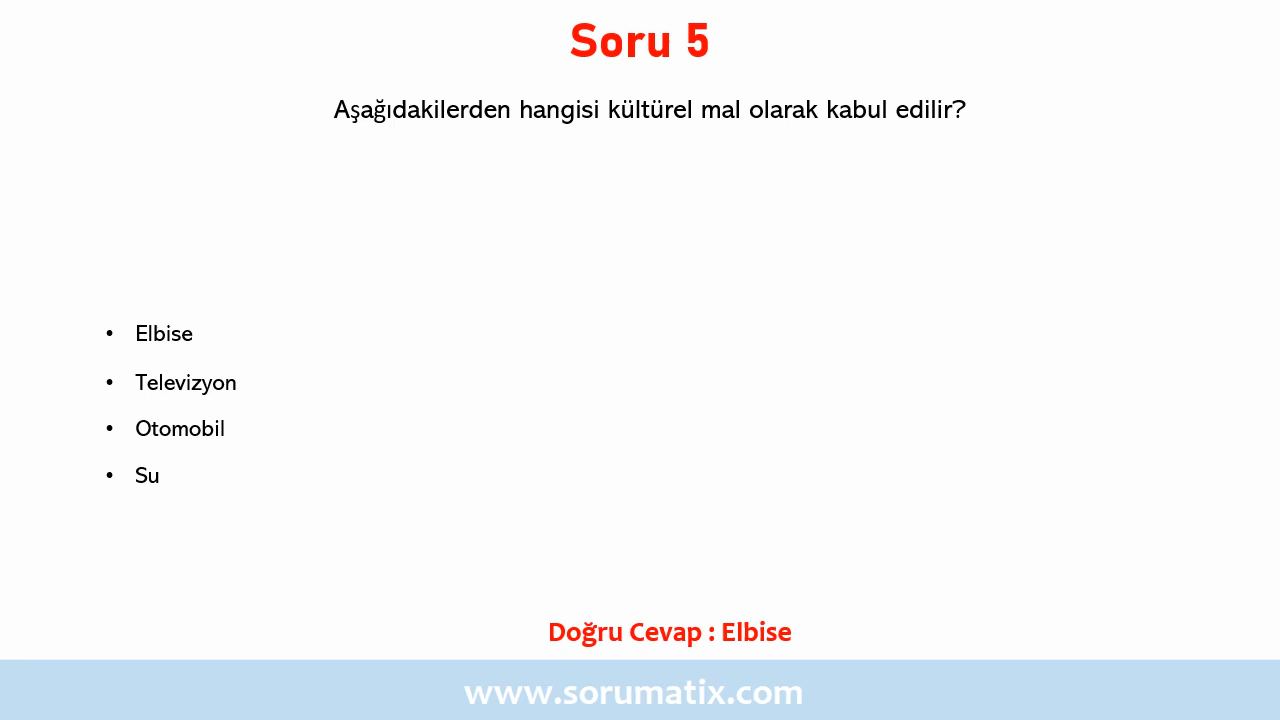 Soru 5
Aşağıdakilerden hangisi kültürel mal olarak kabul edilir?
• Elbise
• Televizyon
• Otomobil
• Su
Doğru Cevap : Elbise
www.sorumatix.com